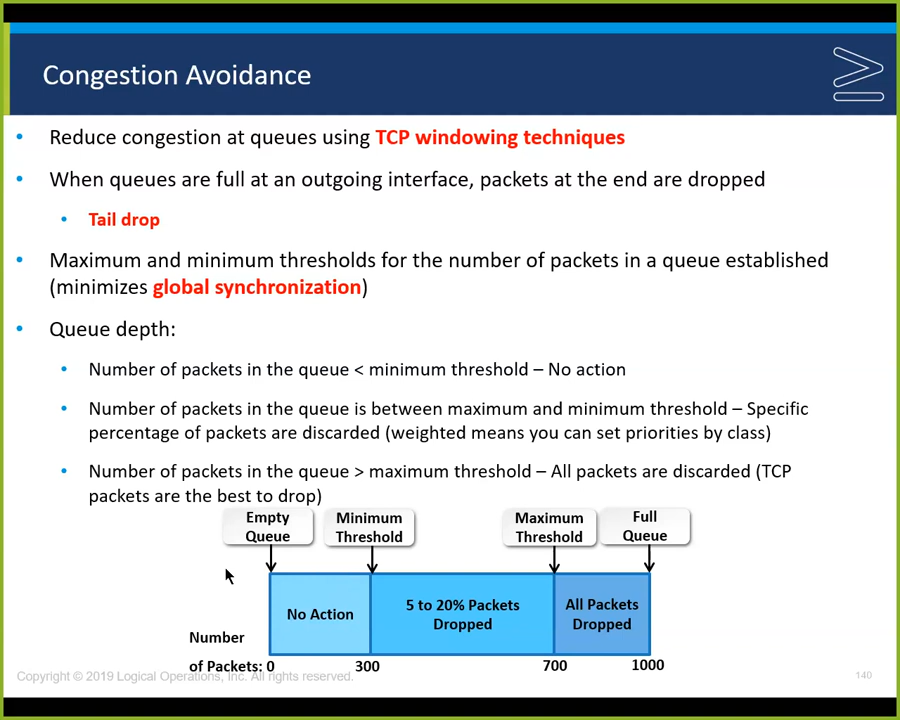 Congestion Avoidance
• Reduce congestion at queues using TCP windowing techniques
• When queues are full at an outgoing interface, packets at the end are dropped
• Tail drop
• Maximum and minimum thresholds for the number of packets in a queue established
(minimizes global synchronization)
• Queue depth:
• Number of packets in the queue < minimum threshold – No action
• Number of packets in the queue is between maximum and minimum threshold – Specific
percentage of packets are discarded (weighted means you can set priorities by class)
• Number of packets in the queue > maximum threshold – All packets are discarded (TCP
packets are the best to drop)
Empty
Queue
Minimum
Threshold
Maximum
Threshold
Full
Queue
No Action
5 to 20% Packets
Dropped
All Packets
Dropped
Number
of Packets: 0 300 700 1000
Copyright © 2019 Logical Operations, Inc. All rights reserved.
140